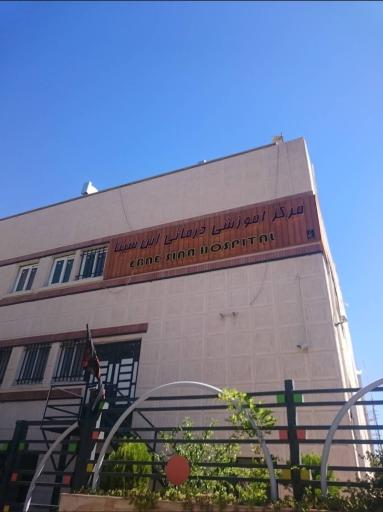 مرکز آموزشی درمانی ابن سینا
EBNE SINA HOSPITAL